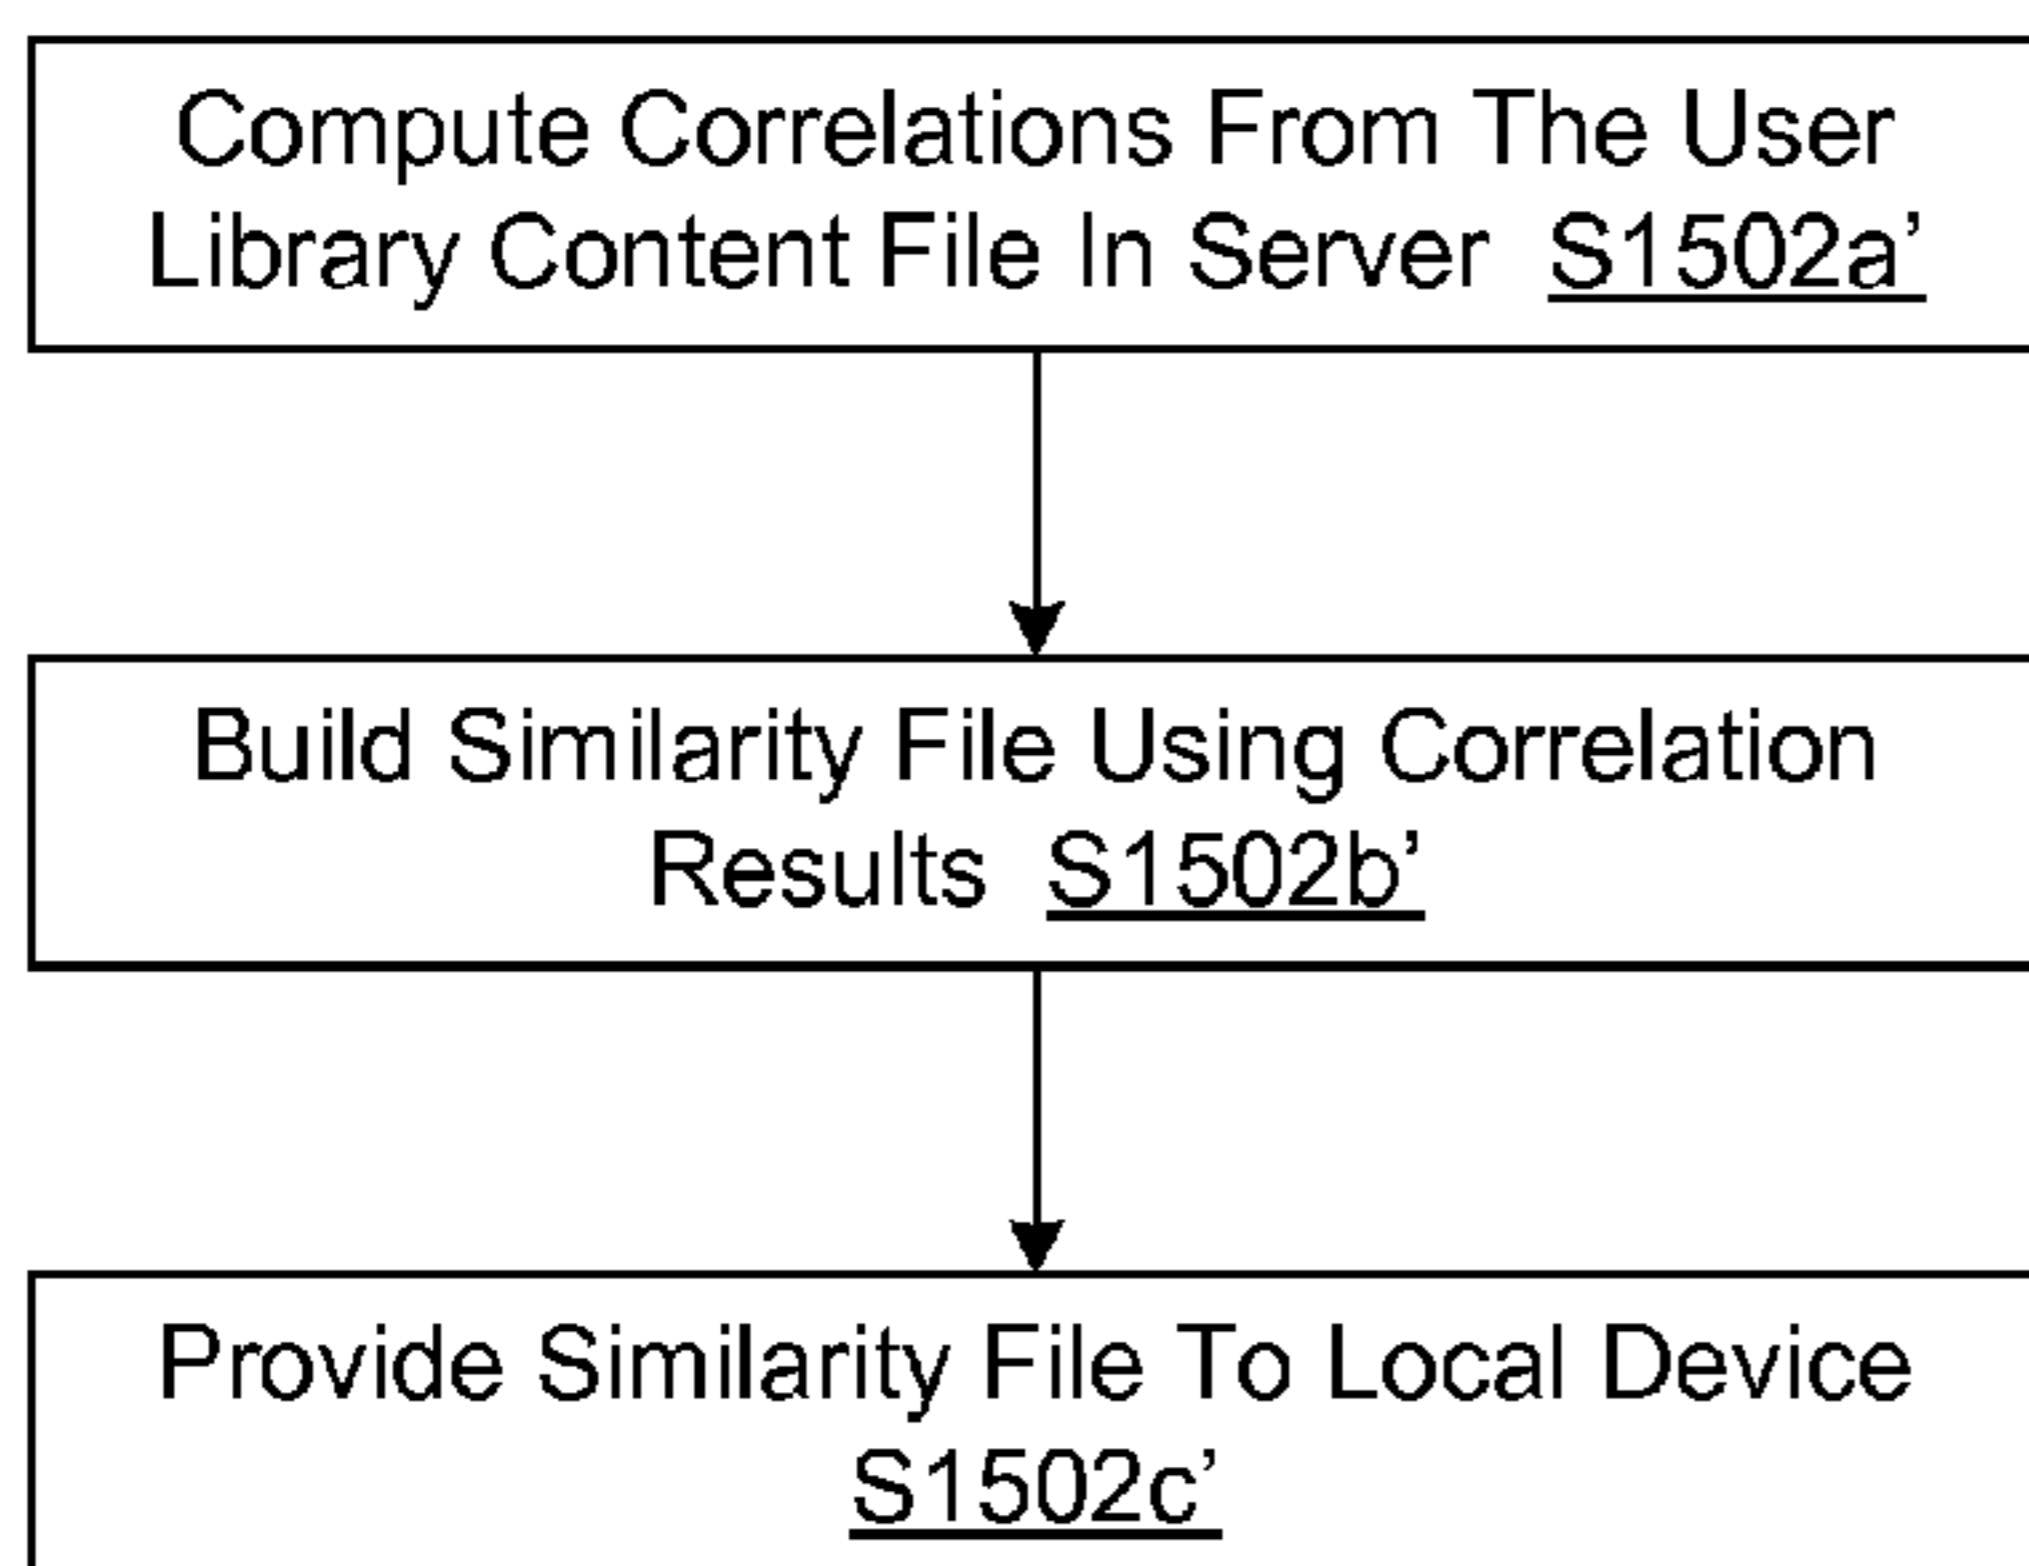 Compute Correlations From The User
Library Content File In Server S1502a’
Build Similarity File Using Correlation
Results S1502b’
Provide Similarity File To Local Device
S1502c’